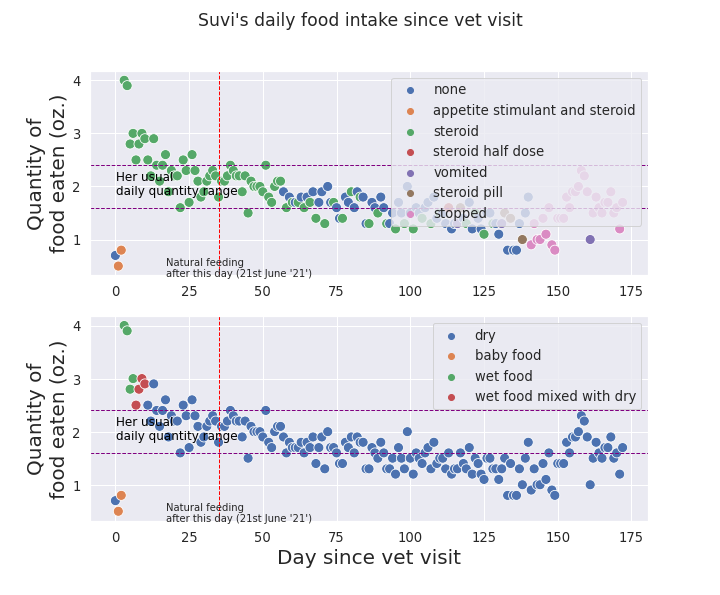 Suvi's daily food intake since vet visit
Quantity of
food eaten (oz.)
4
3
2
1
none
appetite stimulant and steroid
steroid
steroid half dose
vomited
steroid pill
stopped
Her usual
daily quantity range
Natural feeding
after this day (21st June '21')
0 25 50 75 100 125 150 175
Quantity of
food eaten (oz.)
4
3
2
1
dry
baby food
wet food
wet food mixed with dry
Her usual
daily quantity range
Natural feeding
after this day (21st June '21')
0 25 50 75 100 125 150 175
Day since vet visit